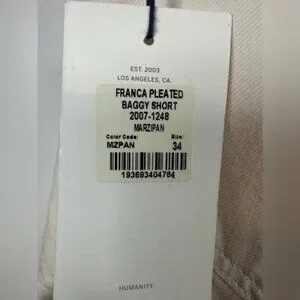 EST. 2003
LOS ANGELES, CA.
FRANCA PLEATED
BAGGY SHORT
2007-1248
MARZIPAN
Color Code: Size:
MZPAN 34
193693404784
HUMANITY